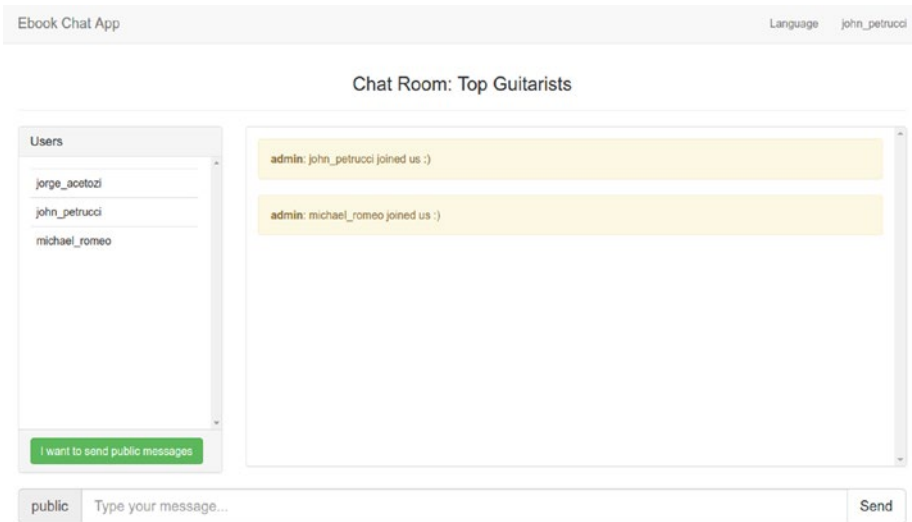 Ebook Chat App
Language
john_petrucci
Chat Room: Top Guitarists
Users
jorge_acetozi
john_petrucci
michael_romeo
I want to send public messages
admin: john_petrucci joined us :)
admin: michael_romeo joined us :)
public
Type your message...
Send